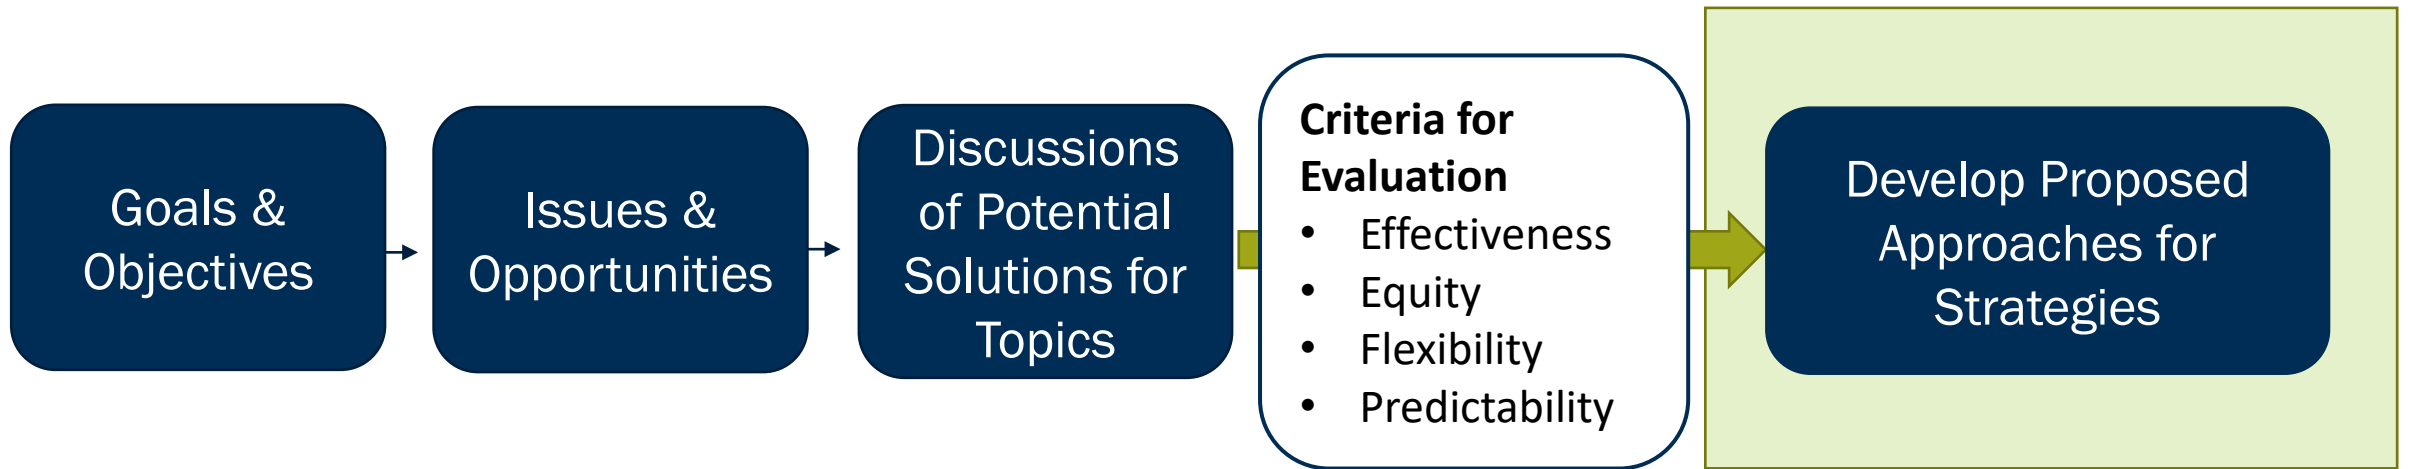 Goals &
Objectives
Issues &
Opportunities
Discussions
of Potential
Solutions for
Topics
Criteria for
Evaluation
• Effectiveness
• Equity
• Flexibility
• Predictability
Develop Proposed
Approaches for
Strategies